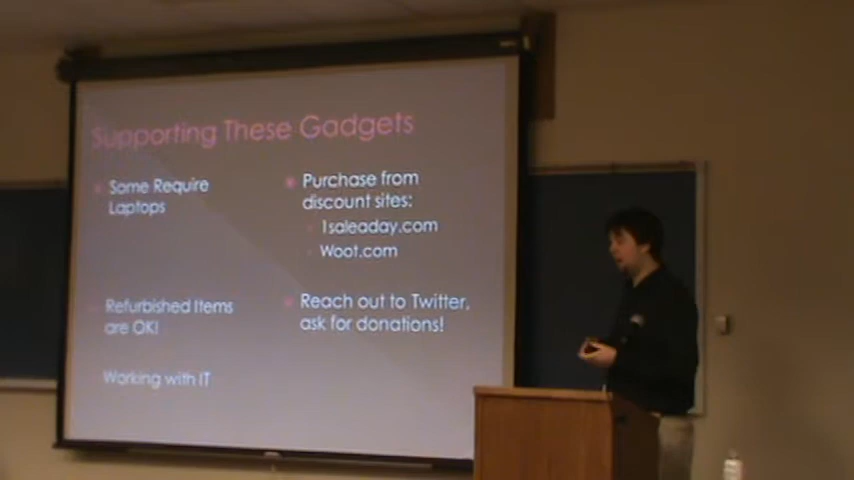 Supporting These Gadgets
Some Require
Laptops
Refurbished Items
are OK!
Working with IT
Purchase from
discount sites:
1saleaday.com
Woot.com
Reach out to Twitter,
ask for donations!